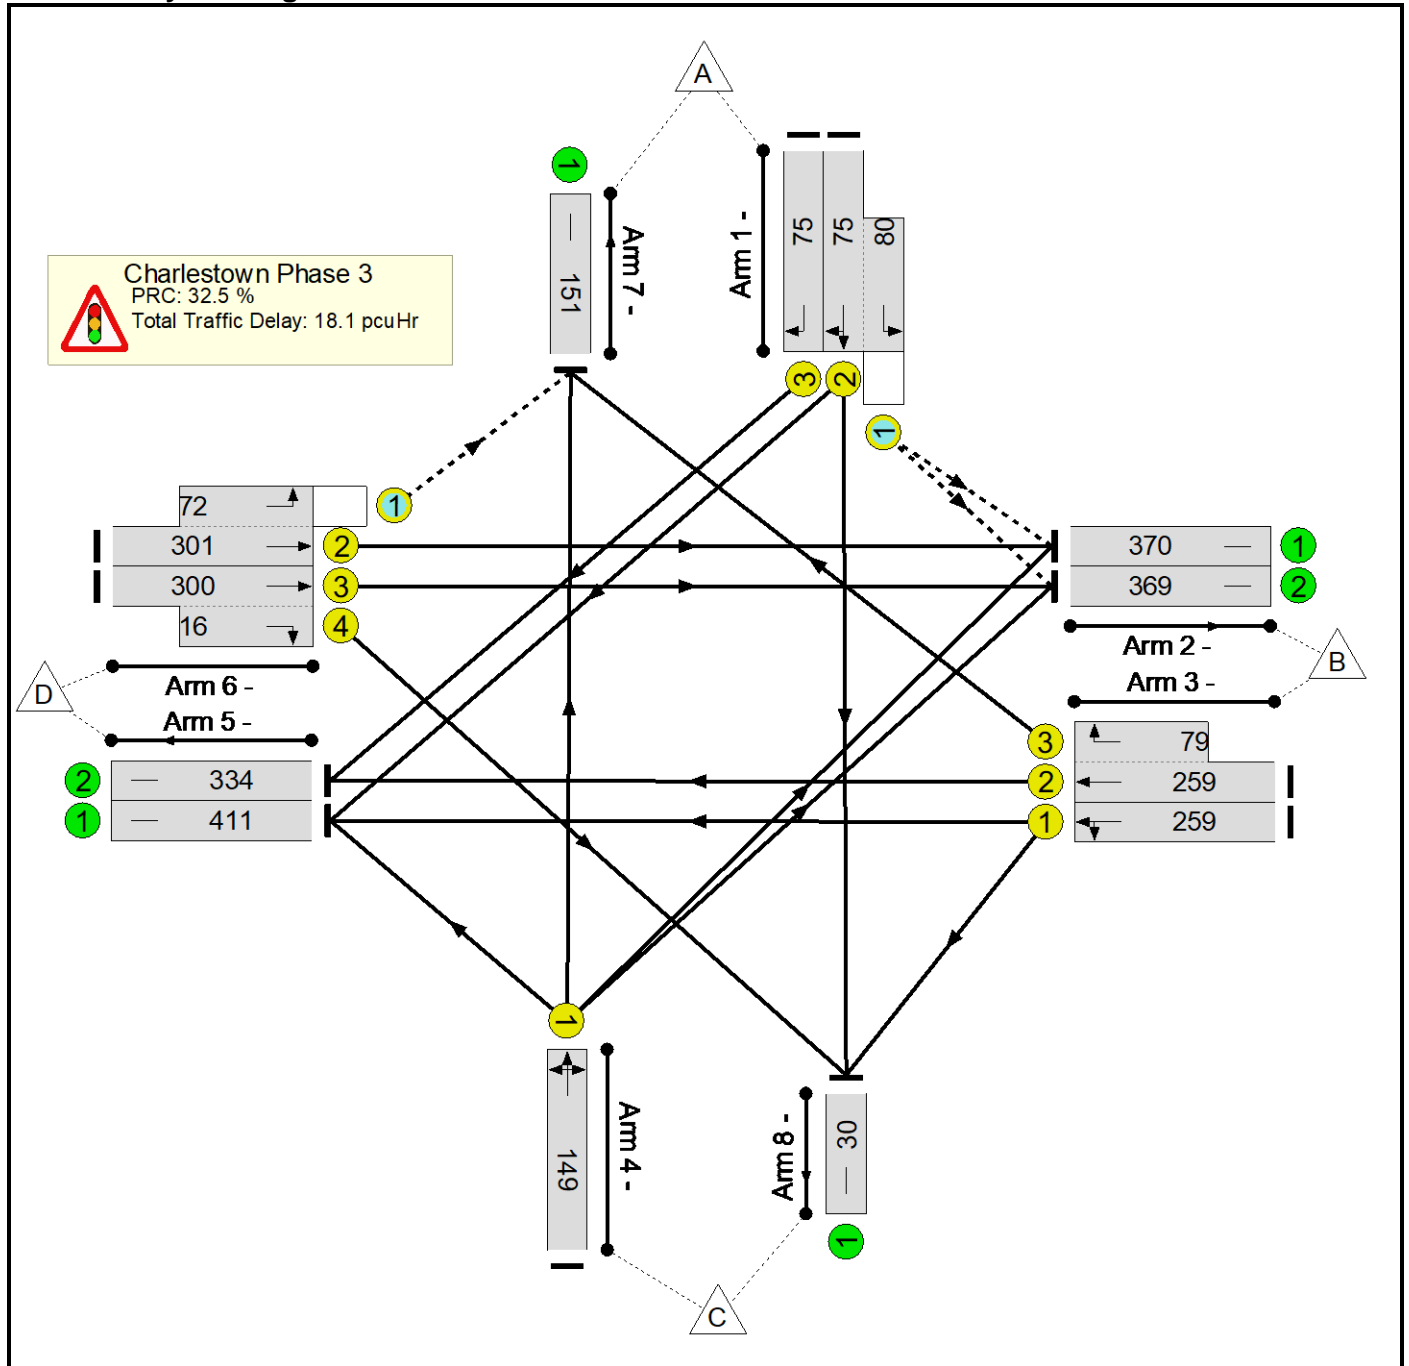 A
1
Arm 7 -
151
Arm 1 -
75
75
80
3
2
1
Charlestown Phase 3
PRC: 32.5 %
Total Traffic Delay: 18.1 pcuHr
72
1
301
2
300
3
16
4
370
1
369
2
Arm 2 -
B
Arm 3 -
D
Arm 6 -
Arm 5 -
3
79
2
334
2
259
1
411
1
259
1
Arm 4 -
149
Arm 8 -
30
1
C